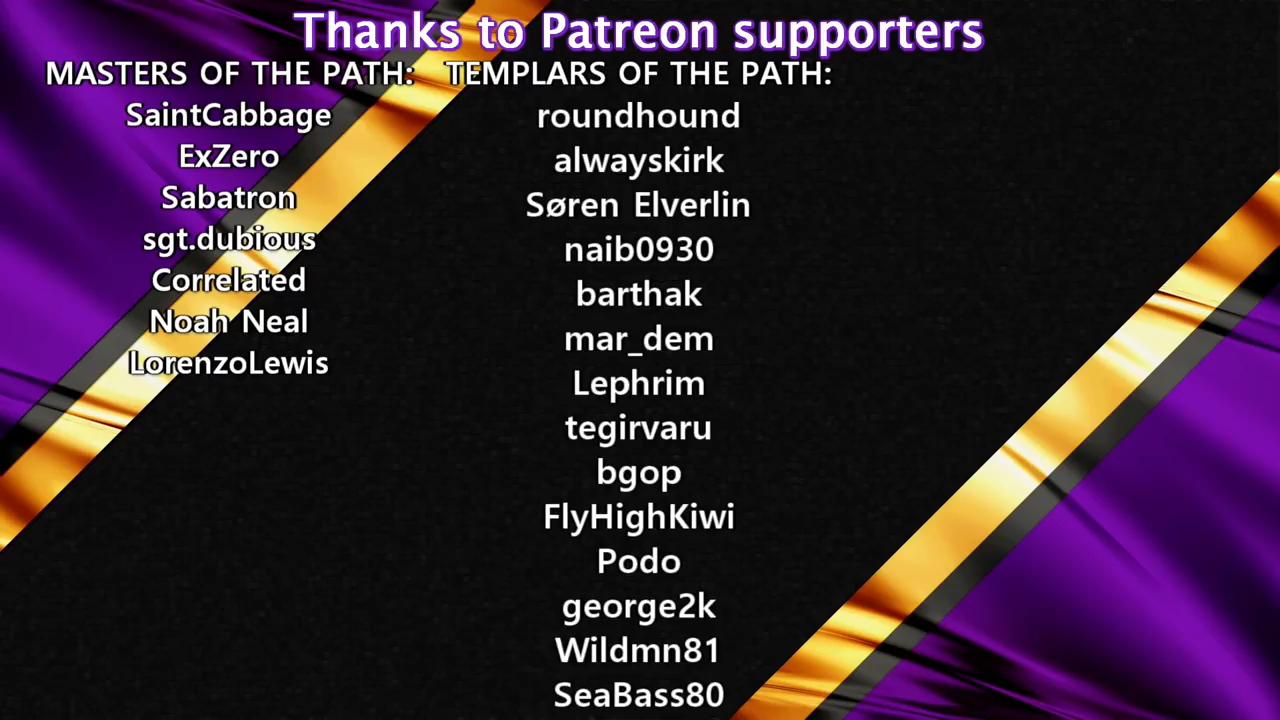 Thanks to Patreon supporters
MASTERS OF THE PATH:
SaintCabbage
ExZero
Sabatron
sgt.dubious
Correlated
Noah Neal
LorenzoLewis
TEMPLARS OF THE PATH:
roundhound
alwayskirk
Søren Elverlin
naib0930
barthak
mar_dem
Lephrim
tegirvaru
bgop
FlyHighKiwi
Podo
george2k
Wildmn81
SeaBass80